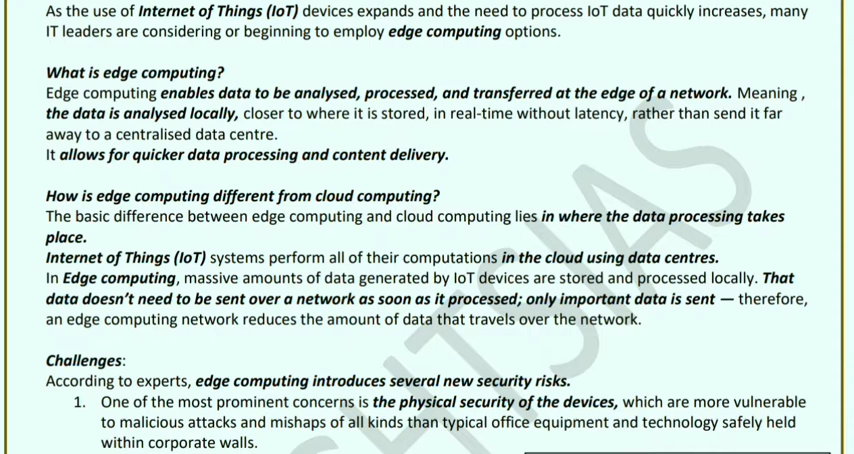 As the use of Internet of Things (IoT) devices expands and the need to process IoT data quickly increases, many
IT leaders are considering or beginning to employ edge computing options.
What is edge computing?
Edge computing enables data to be analysed, processed, and transferred at the edge of a network. Meaning ,
the data is analysed locally, closer to where it is stored, in real-time without latency, rather than send it far
away to a centralised data centre.
It allows for quicker data processing and content delivery.
How is edge computing different from cloud computing?
The basic difference between edge computing and cloud computing lies in where the data processing takes
place.
Internet of Things (IoT) systems perform all of their computations in the cloud using data centres.
In Edge computing, massive amounts of data generated by IoT devices are stored and processed locally. That
data doesn't need to be sent over a network as soon as it processed; only important data is sent — therefore,
an edge computing network reduces the amount of data that travels over the network.
Challenges:
According to experts, edge computing introduces several new security risks.
1. One of the most prominent concerns is the physical security of the devices, which are more vulnerable
to malicious attacks and mishaps of all kinds than typical office equipment and technology safely held
within corporate walls.
HTSIAS